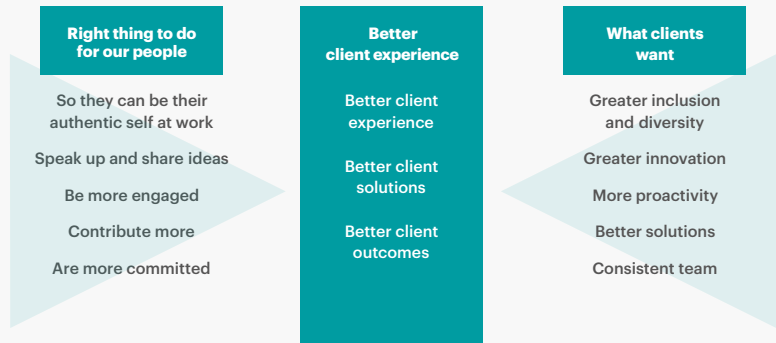 Right thing to do
for our people
So they can be their
authentic self at work
Speak up and share ideas
Be more engaged
Contribute more
Are more committed
Better
client experience
Better client
experience
Better client
solutions
Better client
outcomes
What clients
want
Greater inclusion
and diversity
Greater innovation
More proactivity
Better solutions
Consistent team